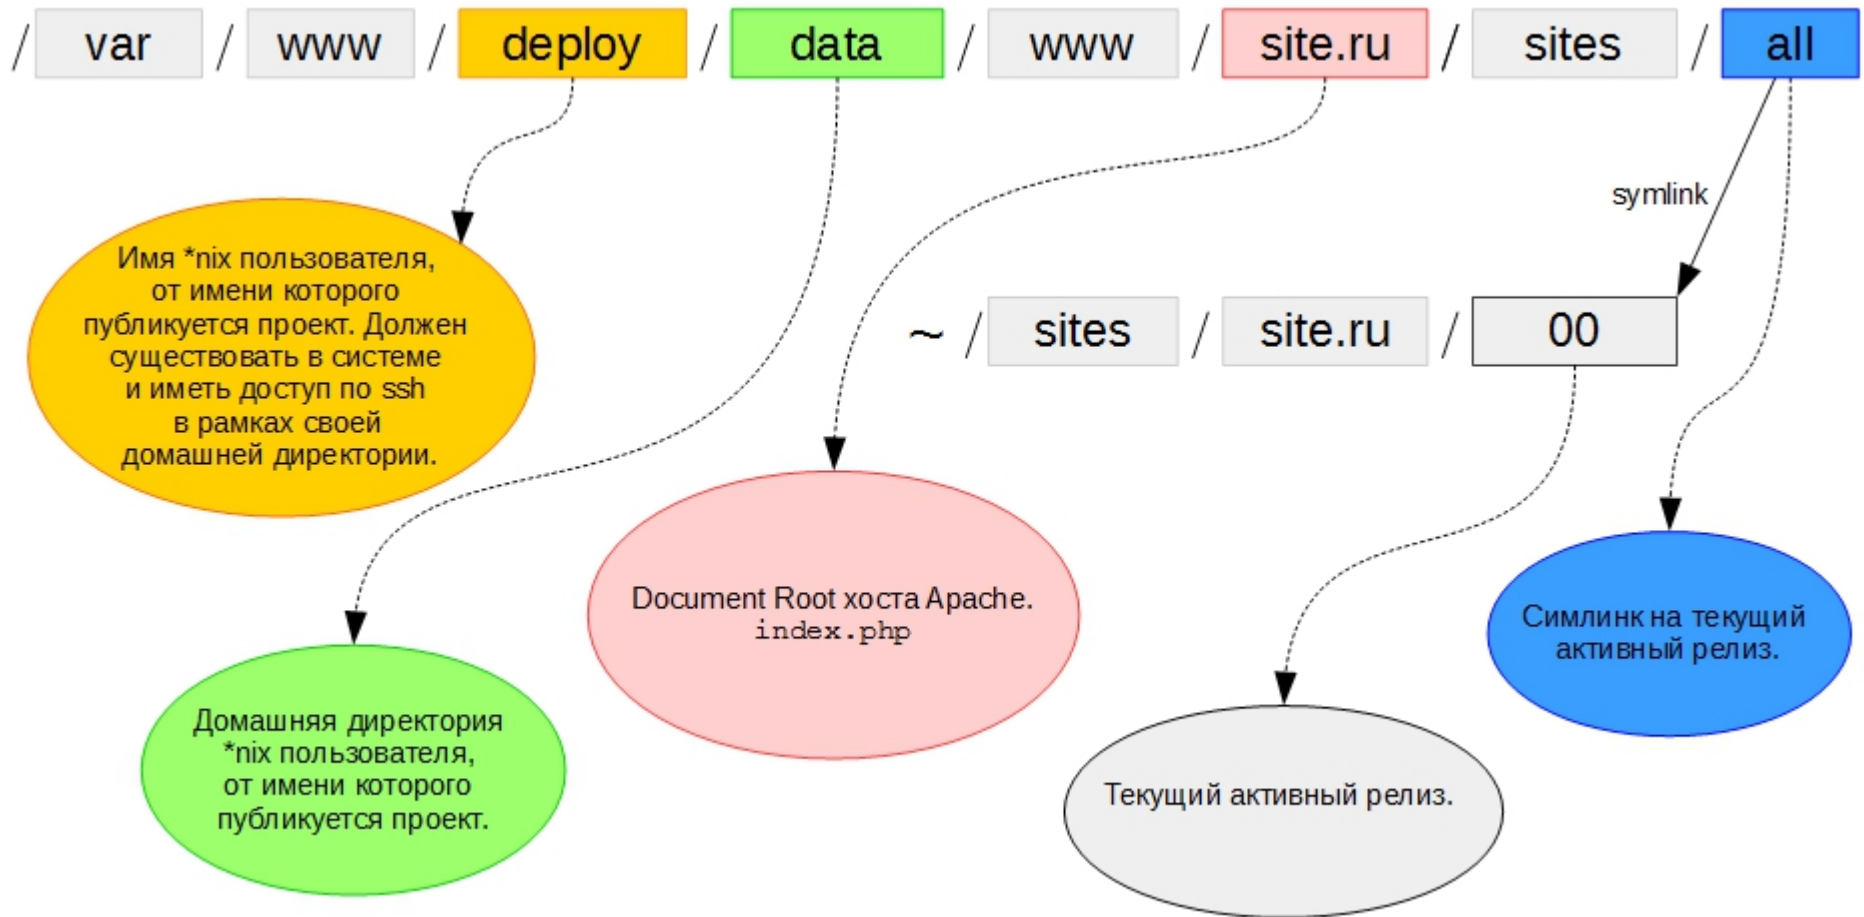 / var / www / deploy / data / www / site.ru / sites / all
symlink
~ / sites / site.ru / 00
Имя *nix пользователя,
от имени которого
публикуется проект. Должен
существовать в системе
и иметь доступ по ssh
в рамках своей
домашней директории.
Document Root хоста Apache.
index.php
Симлинк на текущий
активный релиз.
Домашняя директория
*nix пользователя,
от имени которого
публикуется проект.
Текущий активный релиз.